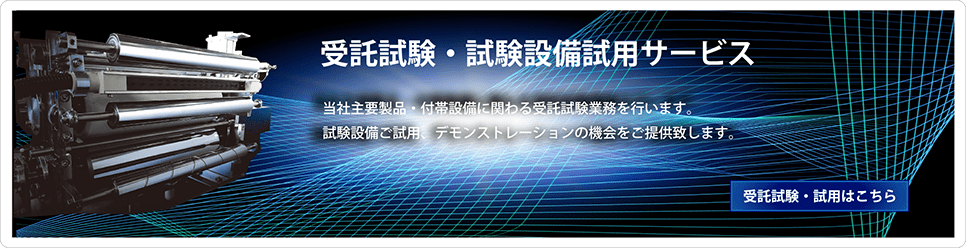 受託試験・試験設備試用サービス
当社主要製品・付帯設備に関わる受託試験業務を行います。
試験設備ご試用、デモンストレーションの機会をご提供致します。
受託試験・試用はこちら